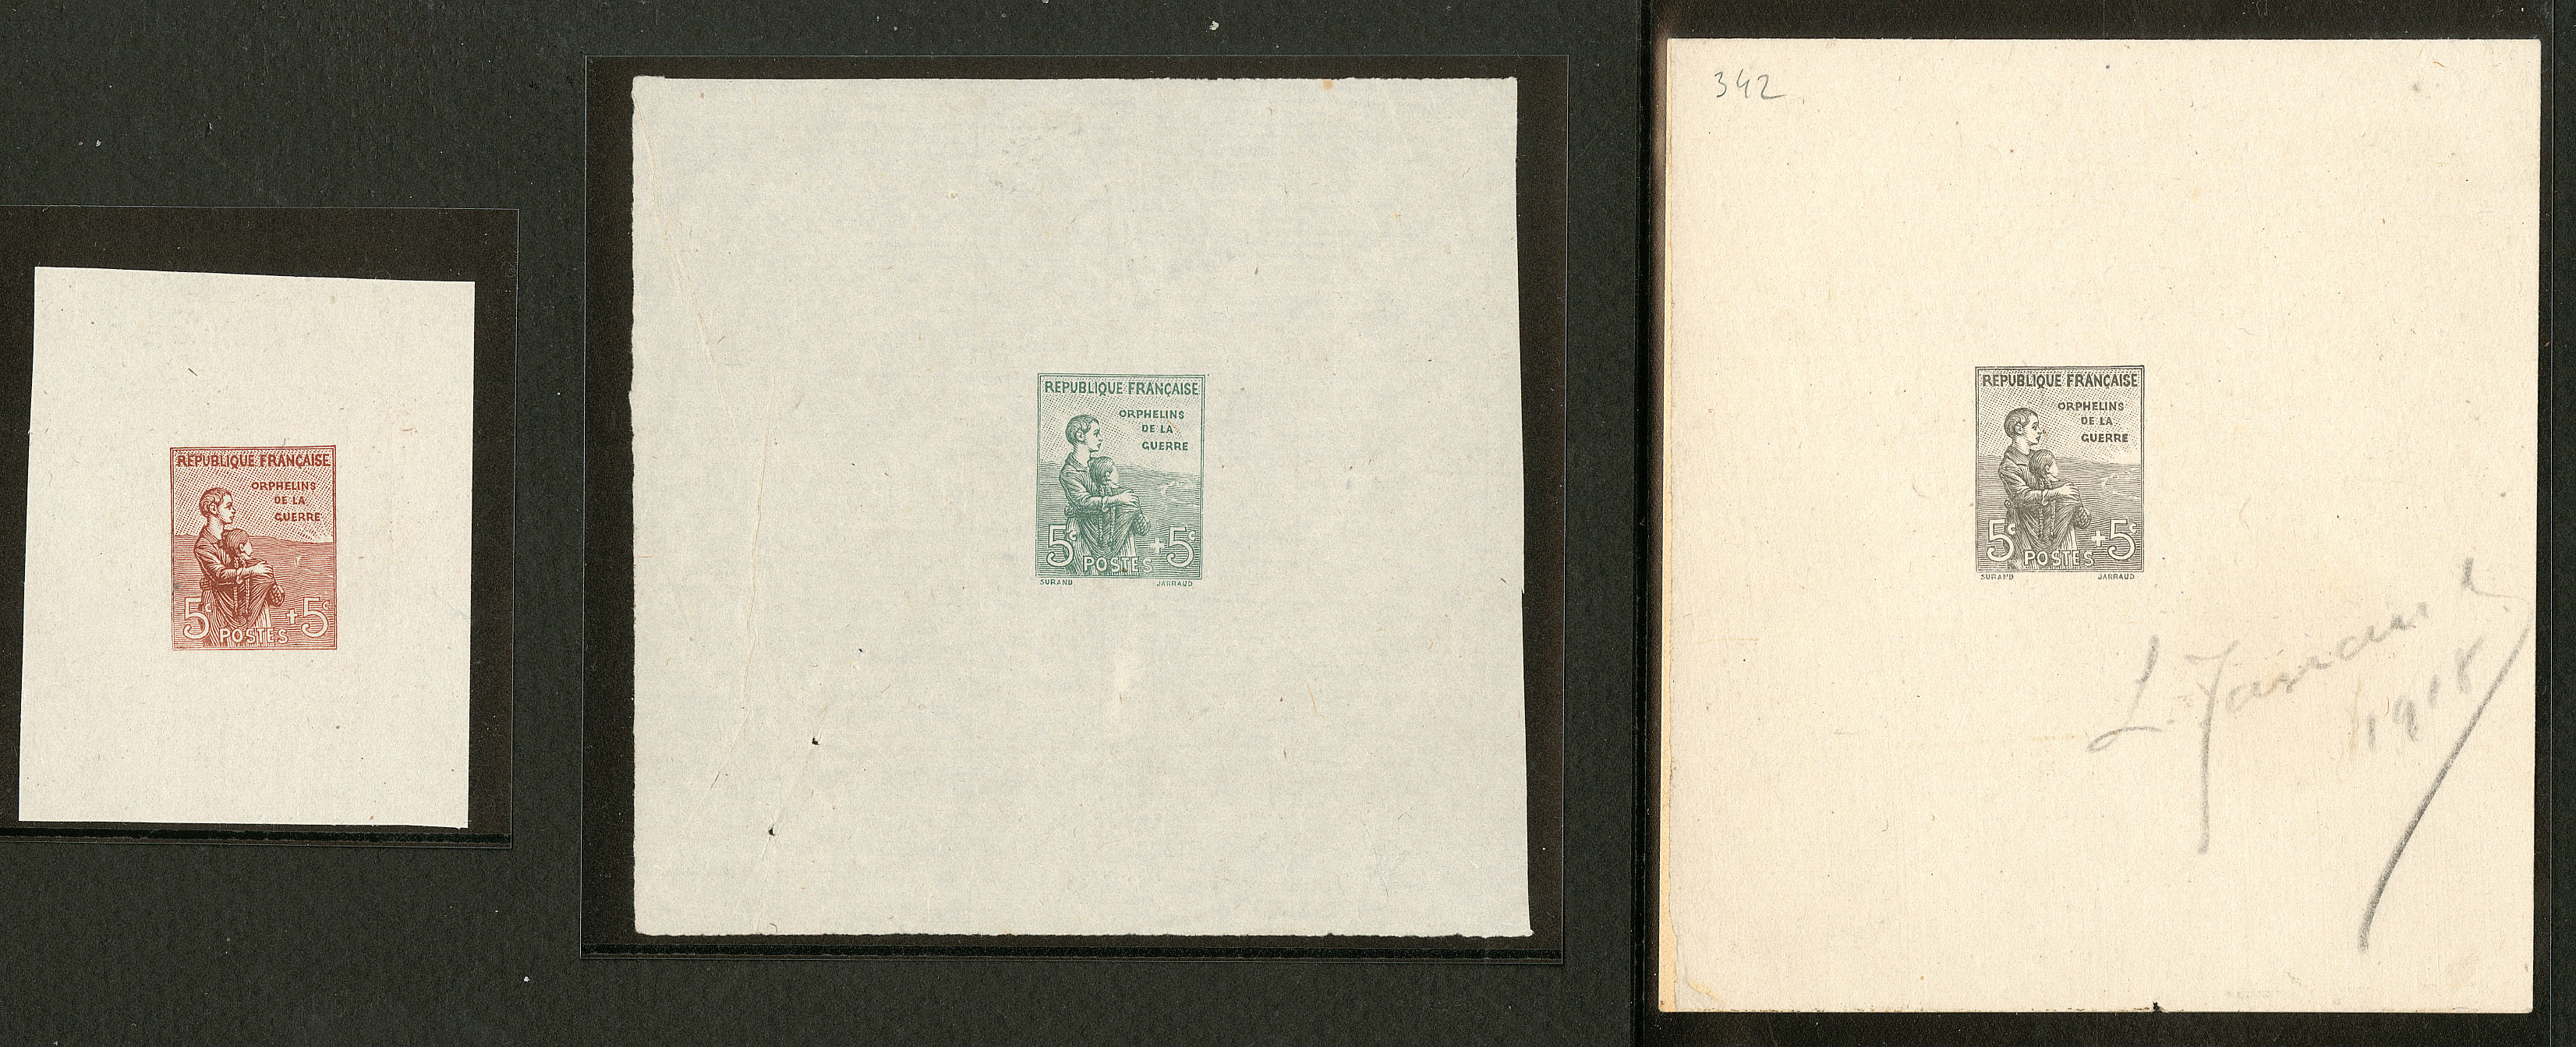 REPUBLIQUE FRANÇAISE
ORPHELINS
DE LA
GUERRE
5c +5c
POSTES
REPUBLIQUE FRANÇAISE
ORPHELINS
DE LA
GUERRE
5c +5c
POSTES
SURAND JARRAUD
342
REPUBLIQUE FRANÇAISE
ORPHELINS
DE LA
GUERRE
5c +5c
POSTES
SURAND JARRAUD
L. Jarraud
1918